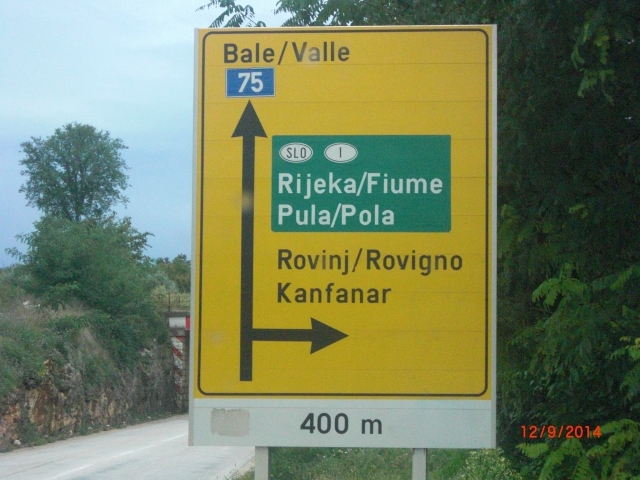 Bale/Valle
75
SLO I
Rijeka/Fiume
Pula/Pola
Rovinj/Rovigno
Kanfanar
400 m
12/9/2014